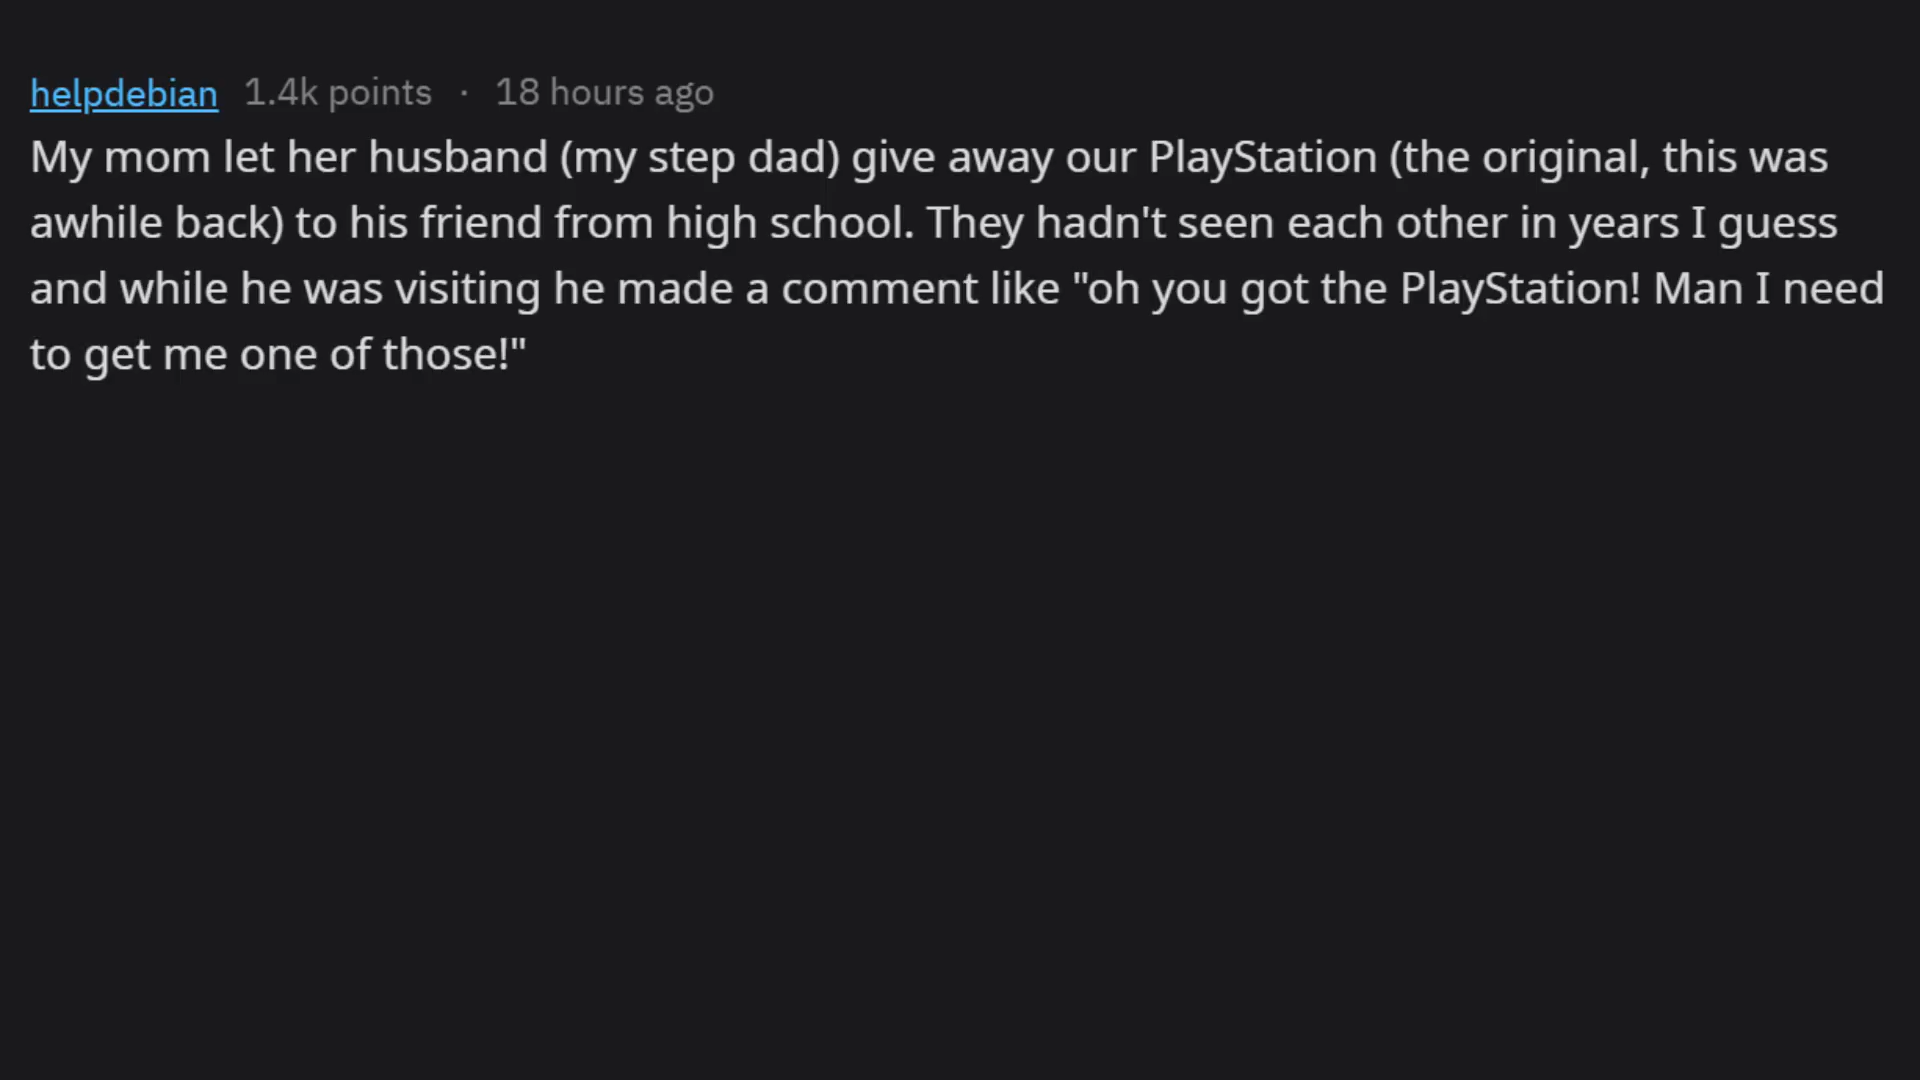 helpdebian 1.4k points · 18 hours ago
My mom let her husband (my step dad) give away our PlayStation (the original, this was
awhile back) to his friend from high school. They hadn't seen each other in years I guess
and while he was visiting he made a comment like "oh you got the PlayStation! Man I need
to get me one of those!"